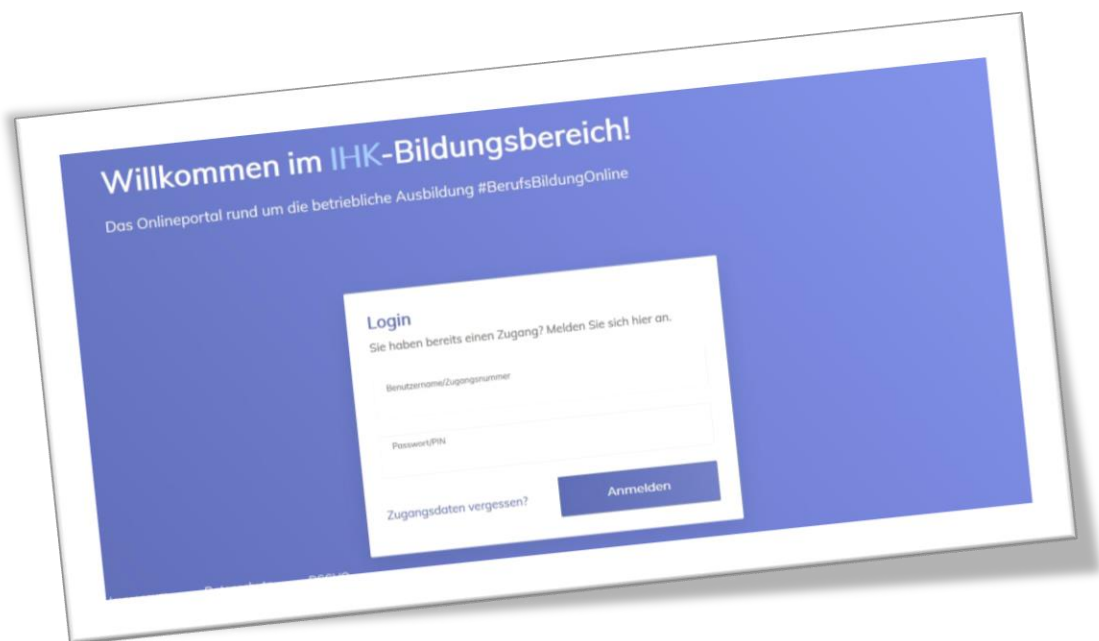 Willkommen im IHK-Bildungsbereich!
Das Onlineportal rund um die betriebliche Ausbildung #BerufsBildungOnline
Login
Sie haben bereits einen Zugang? Melden Sie sich hier an.
Benutzername/Zugangsnummer
Passwort/PIN
Zugangsdaten vergessen?
Anmelden